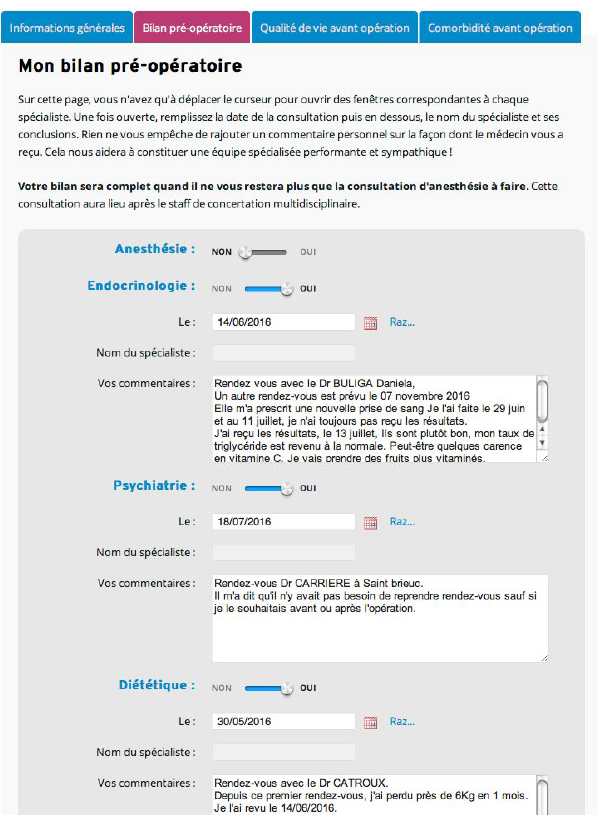 Informations générales
Bilan pré-opératoire
Qualité de vie avant opération
Comorbidité avant opération
Mon bilan pré-opératoire
Sur cette page, vous n'avez qu'à déplacer le curseur pour ouvrir des fenêtres correspondantes à chaque
spécialiste. Une fois ouverte, remplissez la date de la consultation puis en dessous, le nom du spécialiste et ses
conclusions. Rien ne vous empêche de rajouter un commentaire personnel sur la façon dont le médecin vous a
reçu. Cela nous aidera à constituer une équipe spécialisée performante et sympathique !
Votre bilan sera complet quand il ne vous restera plus que la consultation d'anesthésie à faire. Cette
consultation aura lieu après le staff de concertation multidisciplinaire.
Anesthésie : NON OUI
Endocrinologie : NON OUI
Le : 14/06/2016 Raz...
Nom du spécialiste :
Vos commentaires : Rendez vous avec le Dr BULIGA Daniela,
Un autre rendez-vous est prévu le 07 novembre 2016
Elle m'a prescrit une nouvelle prise de sang Je l'ai faite le 29 juin
et au 11 juillet, je n'ai toujours pas reçu les résultats.
J'ai reçu les résultats, le 13 juillet, Ils sont plutôt bon, mon taux de
triglycéride est revenu à la normale. Peut-être quelques carence
en vitamine C. Je vais prendre des fruits plus vitaminés.
Psychiatrie : NON OUI
Le : 18/07/2016 Raz...
Nom du spécialiste :
Vos commentaires : Rendez-vous Dr CARRIERE à Saint brieuc.
Il m'a dit qu'il n'y avait pas besoin de reprendre rendez-vous sauf si
je le souhaitais avant ou après l'opération.
Diététique : NON OUI
Le : 30/05/2016 Raz...
Nom du spécialiste :
Vos commentaires : Rendez-vous avec le Dr CATROUX.
Depuis ce premier rendez-vous, j'ai perdu près de 6Kg en 1 mois.
Je l'ai revu le 14/06/2016.